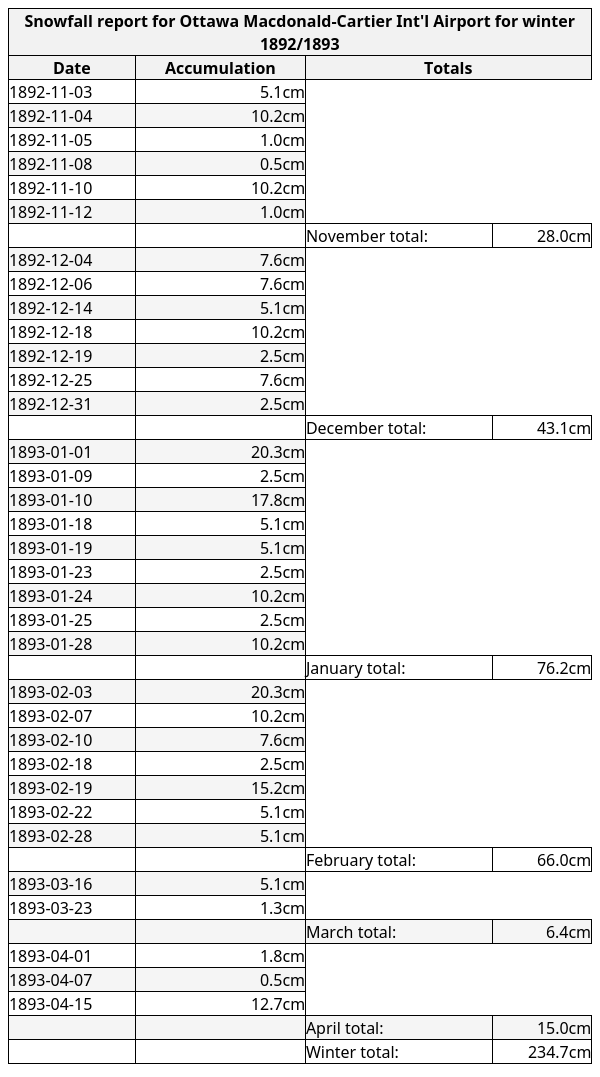 Snowfall report for Ottawa Macdonald-Cartier Int'l Airport for winter
1892/1893
Date Accumulation Totals
1892-11-03 5.1cm
1892-11-04 10.2cm
1892-11-05 1.0cm
1892-11-08 0.5cm
1892-11-10 10.2cm
1892-11-12 1.0cm
November total: 28.0cm
1892-12-04 7.6cm
1892-12-06 7.6cm
1892-12-14 5.1cm
1892-12-18 10.2cm
1892-12-19 2.5cm
1892-12-25 7.6cm
1892-12-31 2.5cm
December total: 43.1cm
1893-01-01 20.3cm
1893-01-09 2.5cm
1893-01-10 17.8cm
1893-01-18 5.1cm
1893-01-19 5.1cm
1893-01-23 2.5cm
1893-01-24 10.2cm
1893-01-25 2.5cm
1893-01-28 10.2cm
January total: 76.2cm
1893-02-03 20.3cm
1893-02-07 10.2cm
1893-02-10 7.6cm
1893-02-18 2.5cm
1893-02-19 15.2cm
1893-02-22 5.1cm
1893-02-28 5.1cm
February total: 66.0cm
1893-03-16 5.1cm
1893-03-23 1.3cm
March total: 6.4cm
1893-04-01 1.8cm
1893-04-07 0.5cm
1893-04-15 12.7cm
April total: 15.0cm
Winter total: 234.7cm